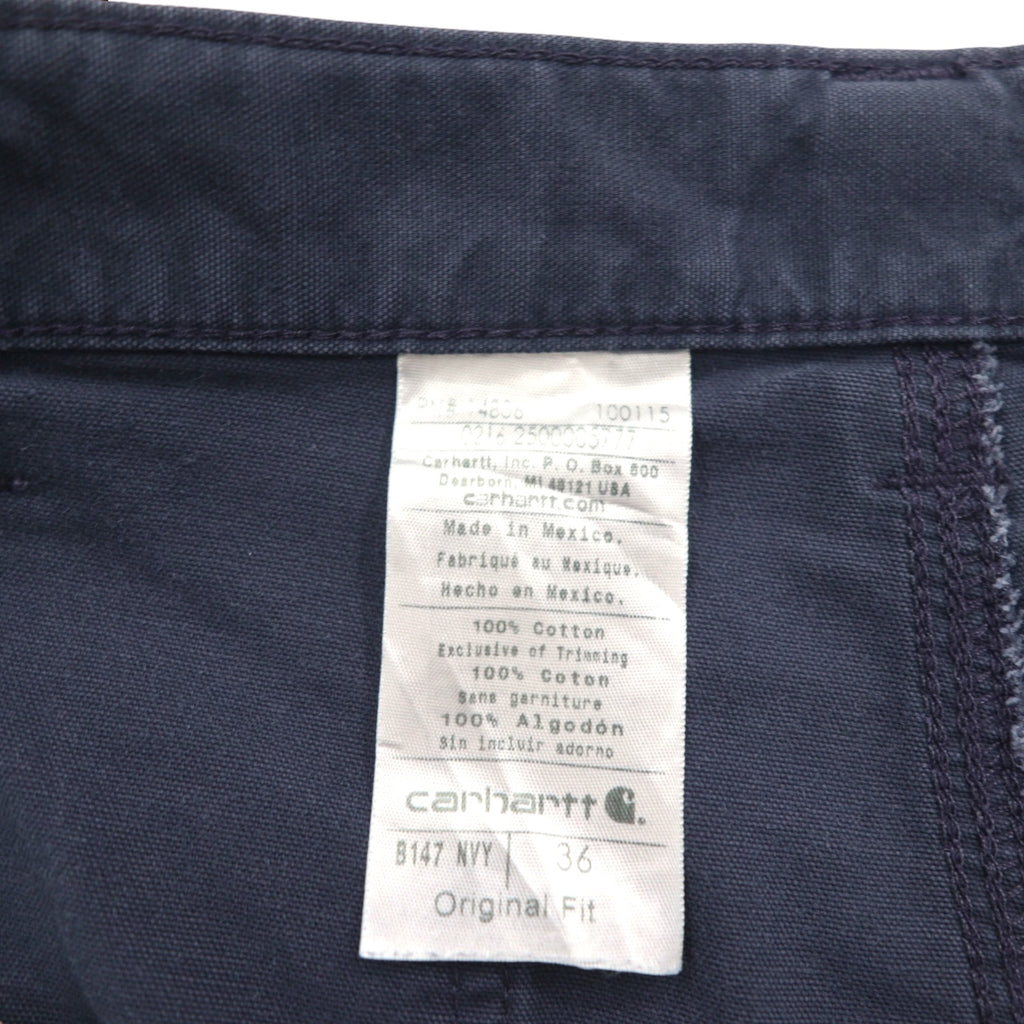 100115
Carhartt, Inc. P. O. Box 600
Dearborn, MI 48121 USA
carhartt.com
Made in Mexico.
Fabriqué au Mexique.
Hecho en Mexico.
100% Cotton
Exclusive of Trimming
100% Coton
Sans garniture
100% Algodón
Sin incluir adorno
carhartt
B147 NVY 36
Original Fit